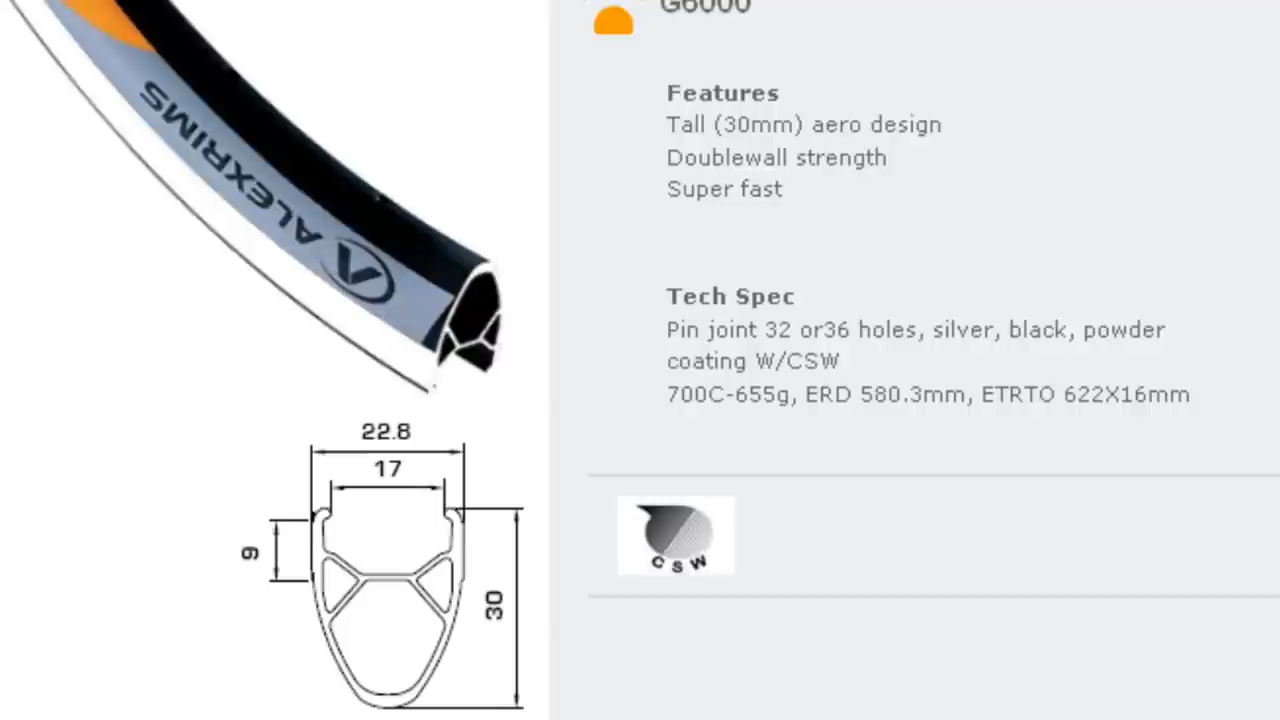 G6000
ALEXRIMS
Features
Tall (30mm) aero design
Doublewall strength
Super fast
Tech Spec
Pin joint 32 or36 holes, silver, black, powder
coating W/CSW
700C-655g, ERD 580.3mm, ETRTO 622X16mm
22.8
17
9
30
CSW